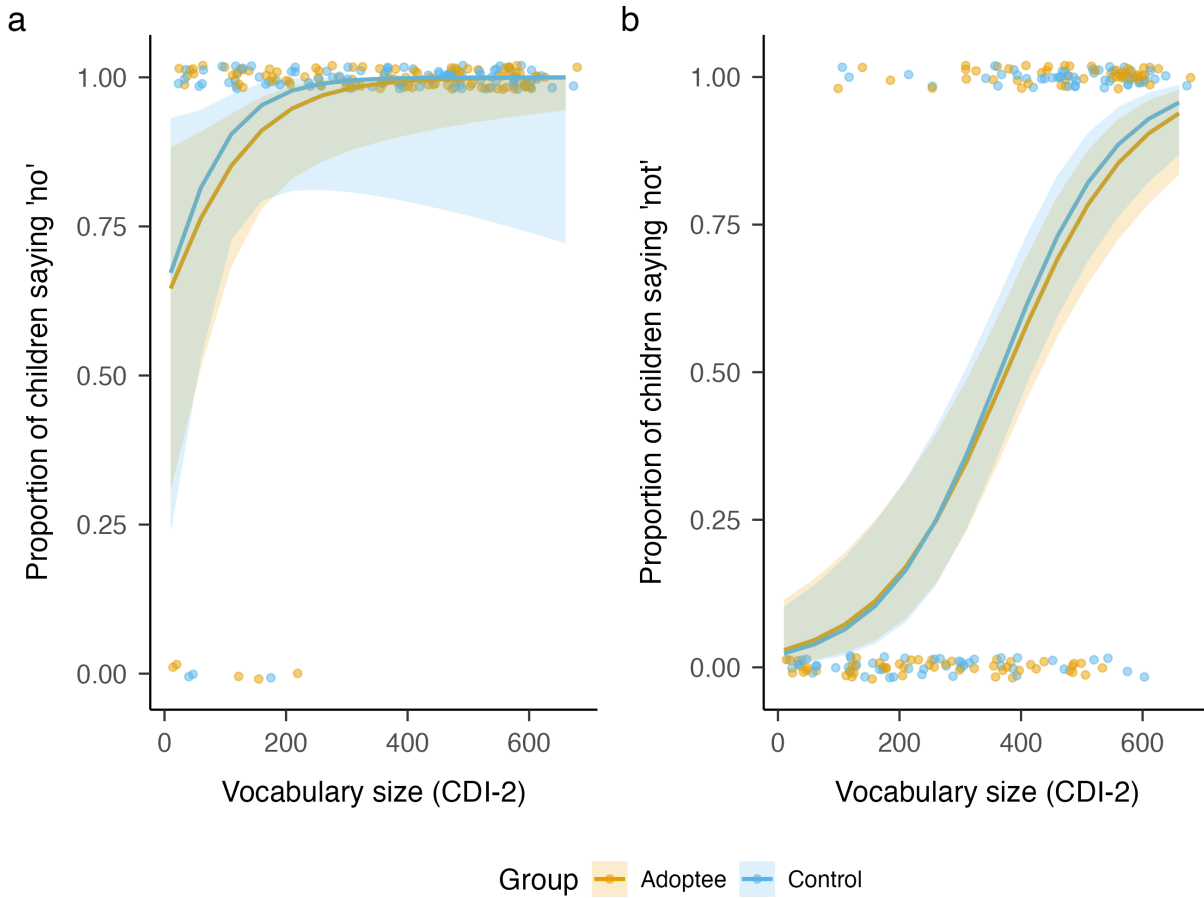 a
Proportion of children saying 'no'
1.00
0.75
0.50
0.25
0.00
0 200 400 600
Vocabulary size (CDI-2)
b
Proportion of children saying 'not'
1.00
0.75
0.50
0.25
0.00
0 200 400 600
Vocabulary size (CDI-2)
Group Adoptee Control